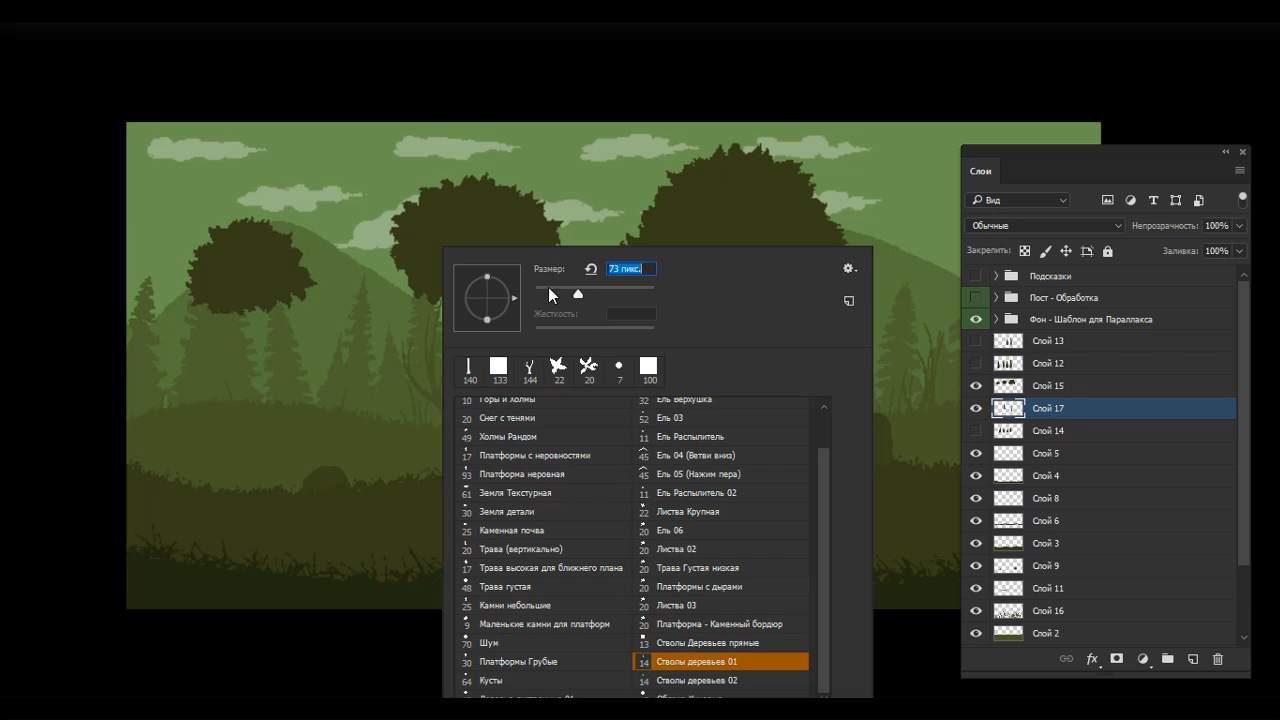 Размер:
73 пикс.
Жесткость:
140
133
144
22
20
7
100
10 Горы и Холмы
32 Ель Верхушка
20 Снег с тенями
52 Ель 03
49 Холмы Рандом
11 Ель Распылитель
17 Платформы с неровностями
45 Ель 04 (Ветви вниз)
93 Платформа неровная
45 Ель 05 (Нажим пера)
61 Земля Текстурная
11 Ель Распылитель 02
30 Земля детали
22 Листва Крупная
25 Каменная почва
20 Ель 06
20 Трава (вертикально)
20 Листва 02
17 Трава высокая для ближнего плана
20 Трава Густая низкая
48 Трава густая
20 Платформы с дырами
25 Камни небольшие
20 Листва 03
9 Маленькие камни для платформ
20 Платформа - Каменный бордюр
70 Шум
13 Стволы Деревьев прямые
30 Платформы Грубые
14 Стволы деревьев 01
64 Кусты
14 Стволы деревьев 02
Слои
Вид
Обычные
Непрозрачность: 100%
Закрепить:
Заливка: 100%
Подсказки
Пост - Обработка
Фон - Шаблон для Параллакса
Слой 13
Слой 12
Слой 15
Слой 17
Слой 14
Слой 5
Слой 4
Слой 8
Слой 6
Слой 3
Слой 9
Слой 11
Слой 16
Слой 2
fx